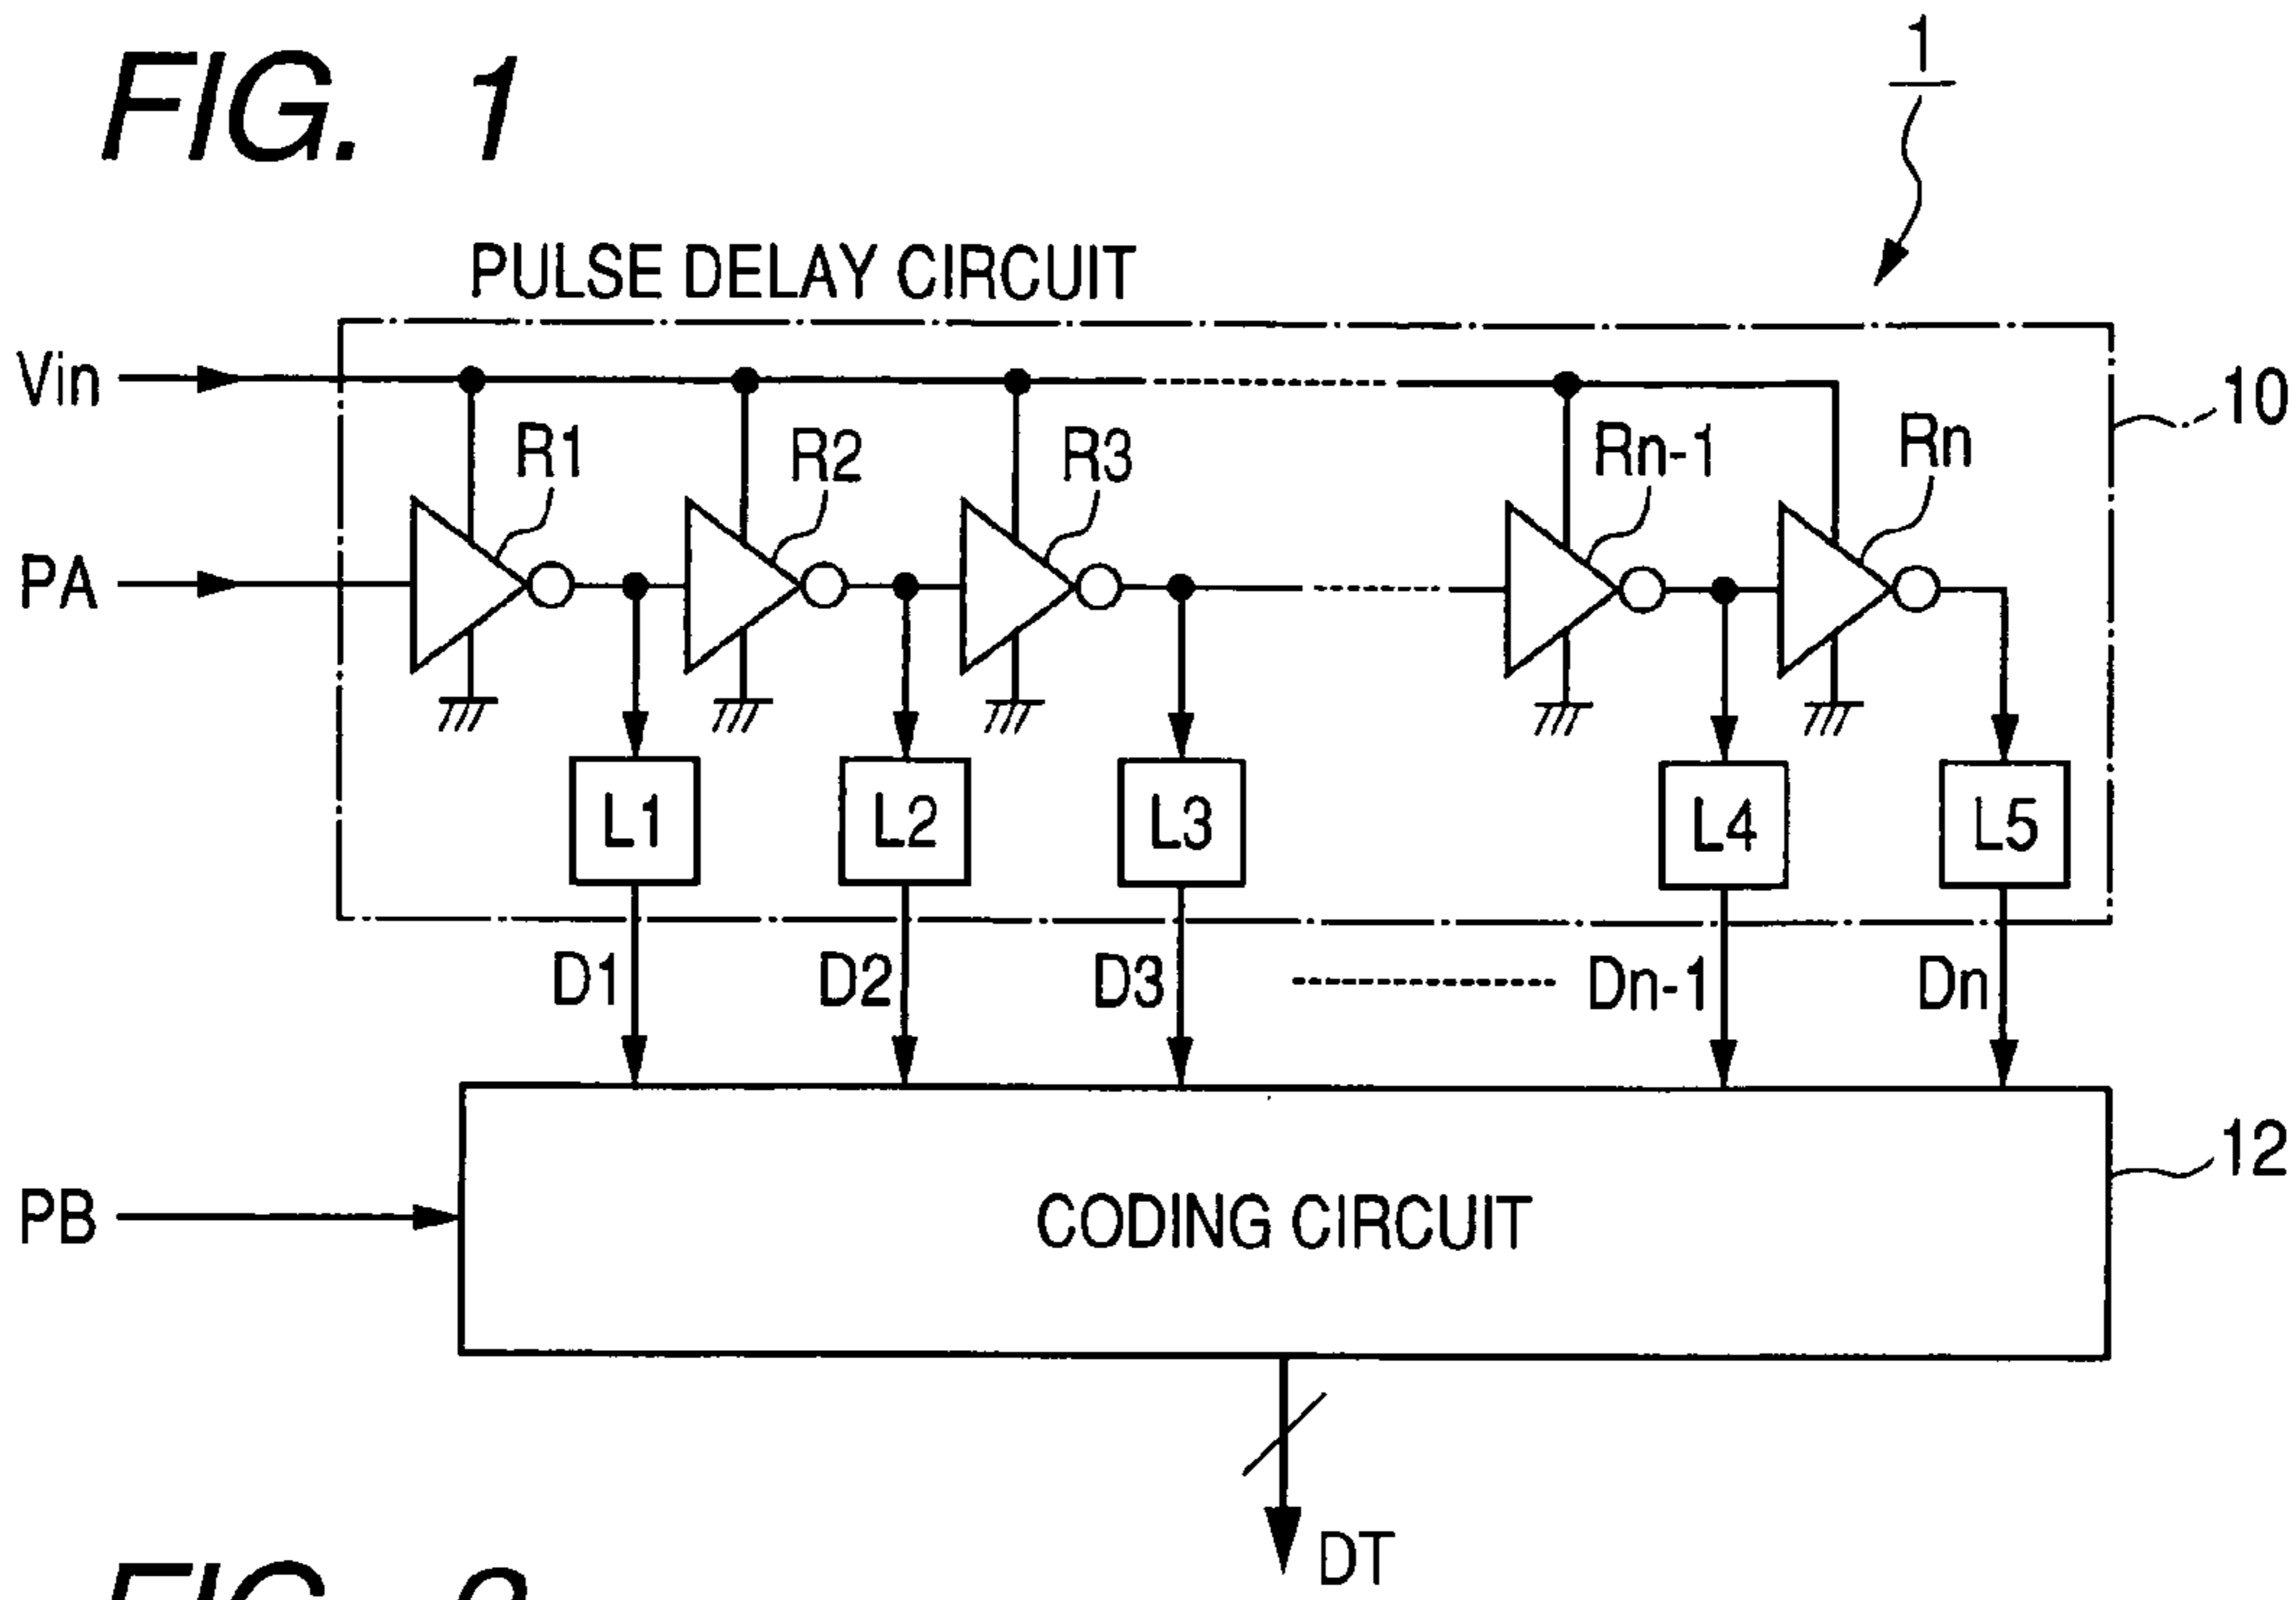 FIG. 1
1
PULSE DELAY CIRCUIT
Vin
10
R1 R2 R3 Rn-1 Rn
PA
L1 L2 L3 L4 L5
D1 D2 D3 Dn-1 Dn
12
PB
CODING CIRCUIT
DT